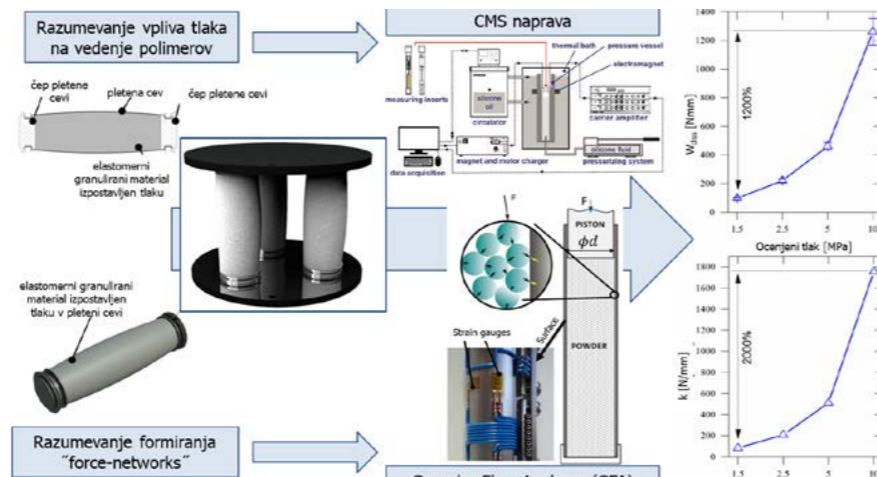 Razumevanje vpliva tlaka
na vedenje polimerov
CMS naprava
čep pletene
cevi
pletena cev
čep pletene cevi
elastomerni
granulirani material
izpostavljen tlaku
measuring inserts
silicone
oil
circulator
thermal bath
pressure vessel
electromagnet
carrier amplifier
data acquisition
magnet and motor charger
silicone fluid
pressurizing system
elastomerni granulirani
material izpostavljen
tlaku v pleteni cevi
F
F
PISTON
ϕd
POWDER
Surface
Strain gauges
Razumevanje formiranja
"force-networks"
1400
1200
1000
800
600
400
200
0
W diss [Nmm]
1200%
1.5
2.5
5
10
Ocenjeni tlak [MPa]
1800
1600
1400
1200
1000
800
600
400
200
0
k [N/mm]
2000%
1.5
2.5
5
10